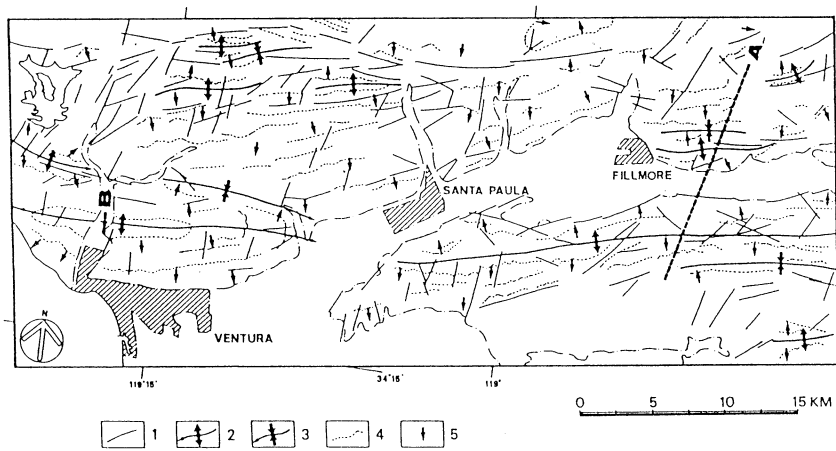 A
SANTA PAULA
FILLMORE
B
N
VENTURA
119°15'
34°15'
119°
0 5 10 15 KM
1 2 3 4 5